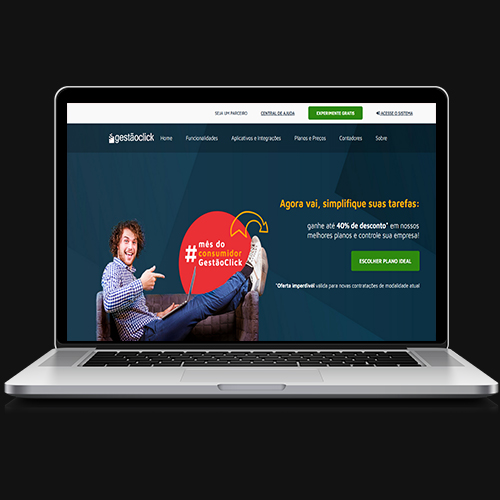 SEJA UM PARCEIRO
CENTRAL DE AJUDA
EXPERIMENTE GRÁTIS
ACESSE O SISTEMA
gestãoclick
Home
Funcionalidades
Aplicativos e Integrações
Planos e Preços
Contadores
Sobre
Agora vai, simplifique suas tarefas:
ganhe até 40% de desconto* em nossos
melhores planos e controle sua empresa!
ESCOLHER PLANO IDEAL
*Oferta imperdível válida para novas contratações de modalidade atual
#
mês do
consumidor
GestãoClick